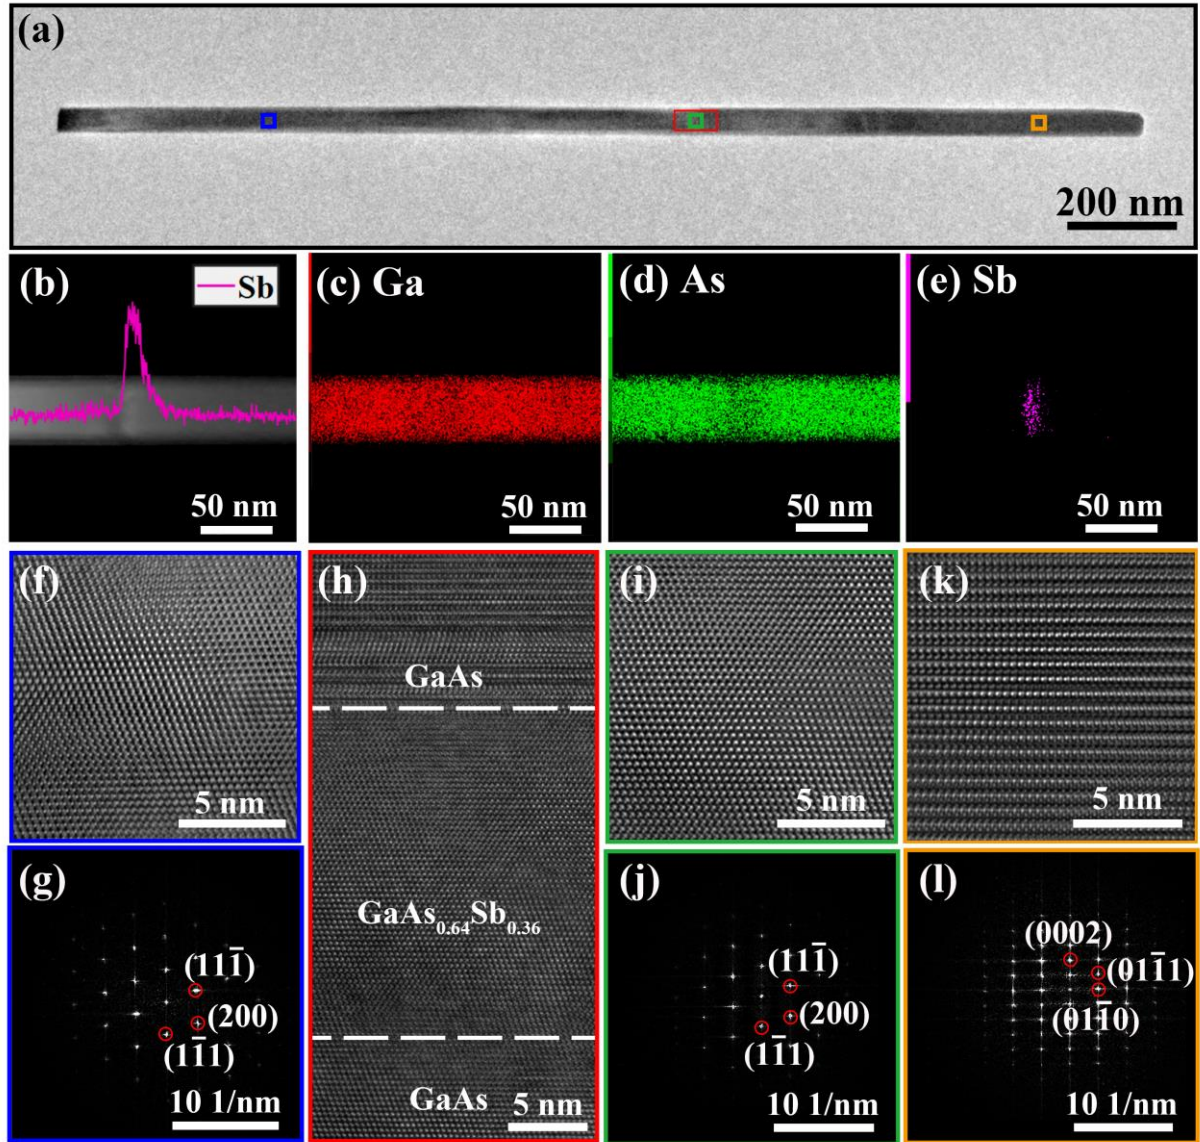 (a)
200 nm
(b)
Sb
50 nm
(c) Ga
50 nm
(d) As
50 nm
(e) Sb
50 nm
(f)
5 nm
(h)
GaAs
GaAs₀.₆₄Sb₀.₃₆
GaAs
5 nm
(i)
5 nm
(k)
5 nm
(g)
(111̄)
(200)
(11̄1)
10 1/nm
(j)
(111̄)
(200)
(11̄1)
10 1/nm
(l)
(0002)
(011̄1)
(011̄0)
10 1/nm